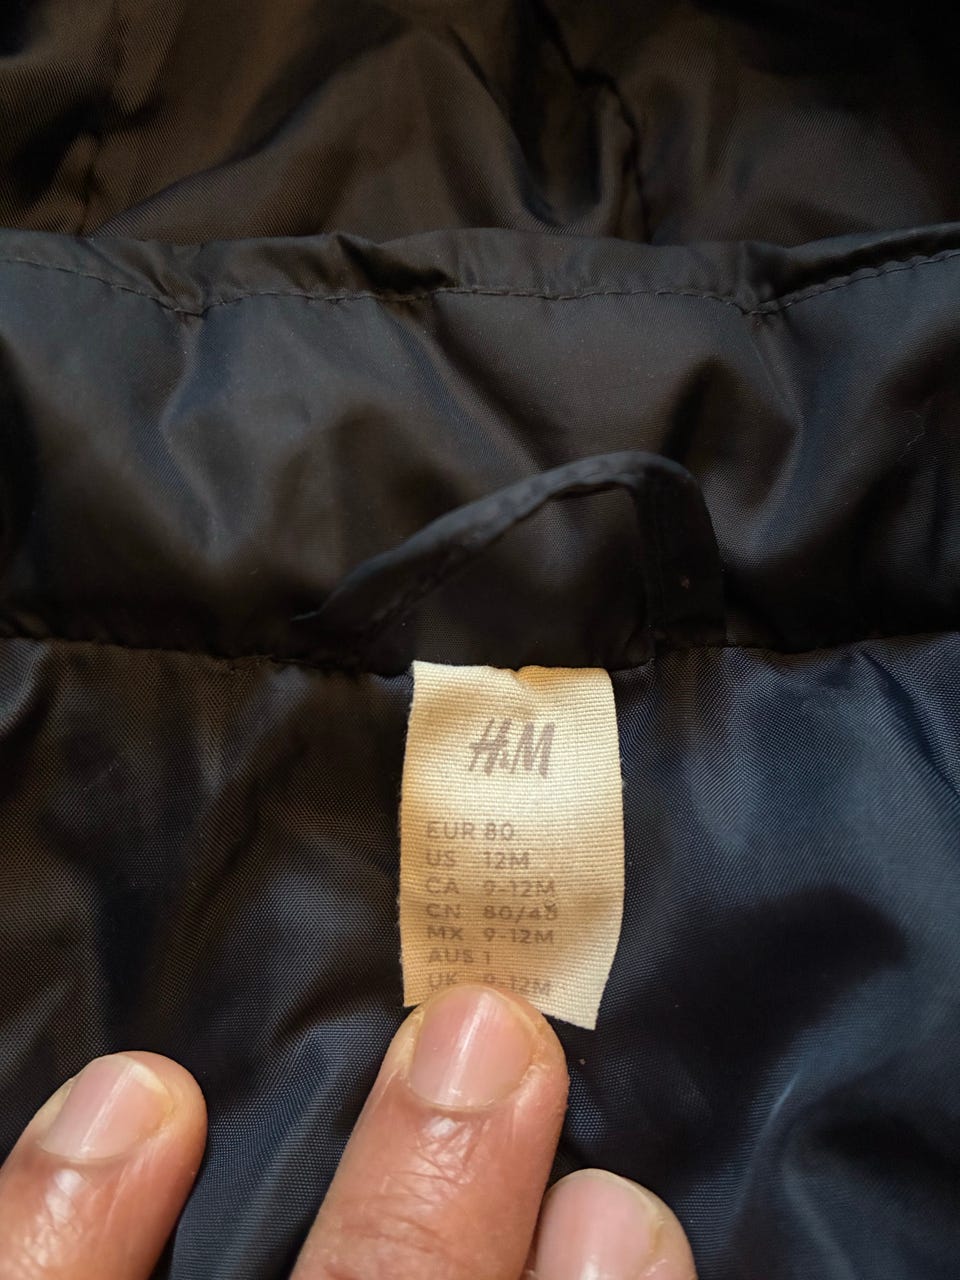 H&M
EUR 80
US 12M
CA 9-12M
CN 80/48
MX 9-12M
AUS 1
UK 9-12M